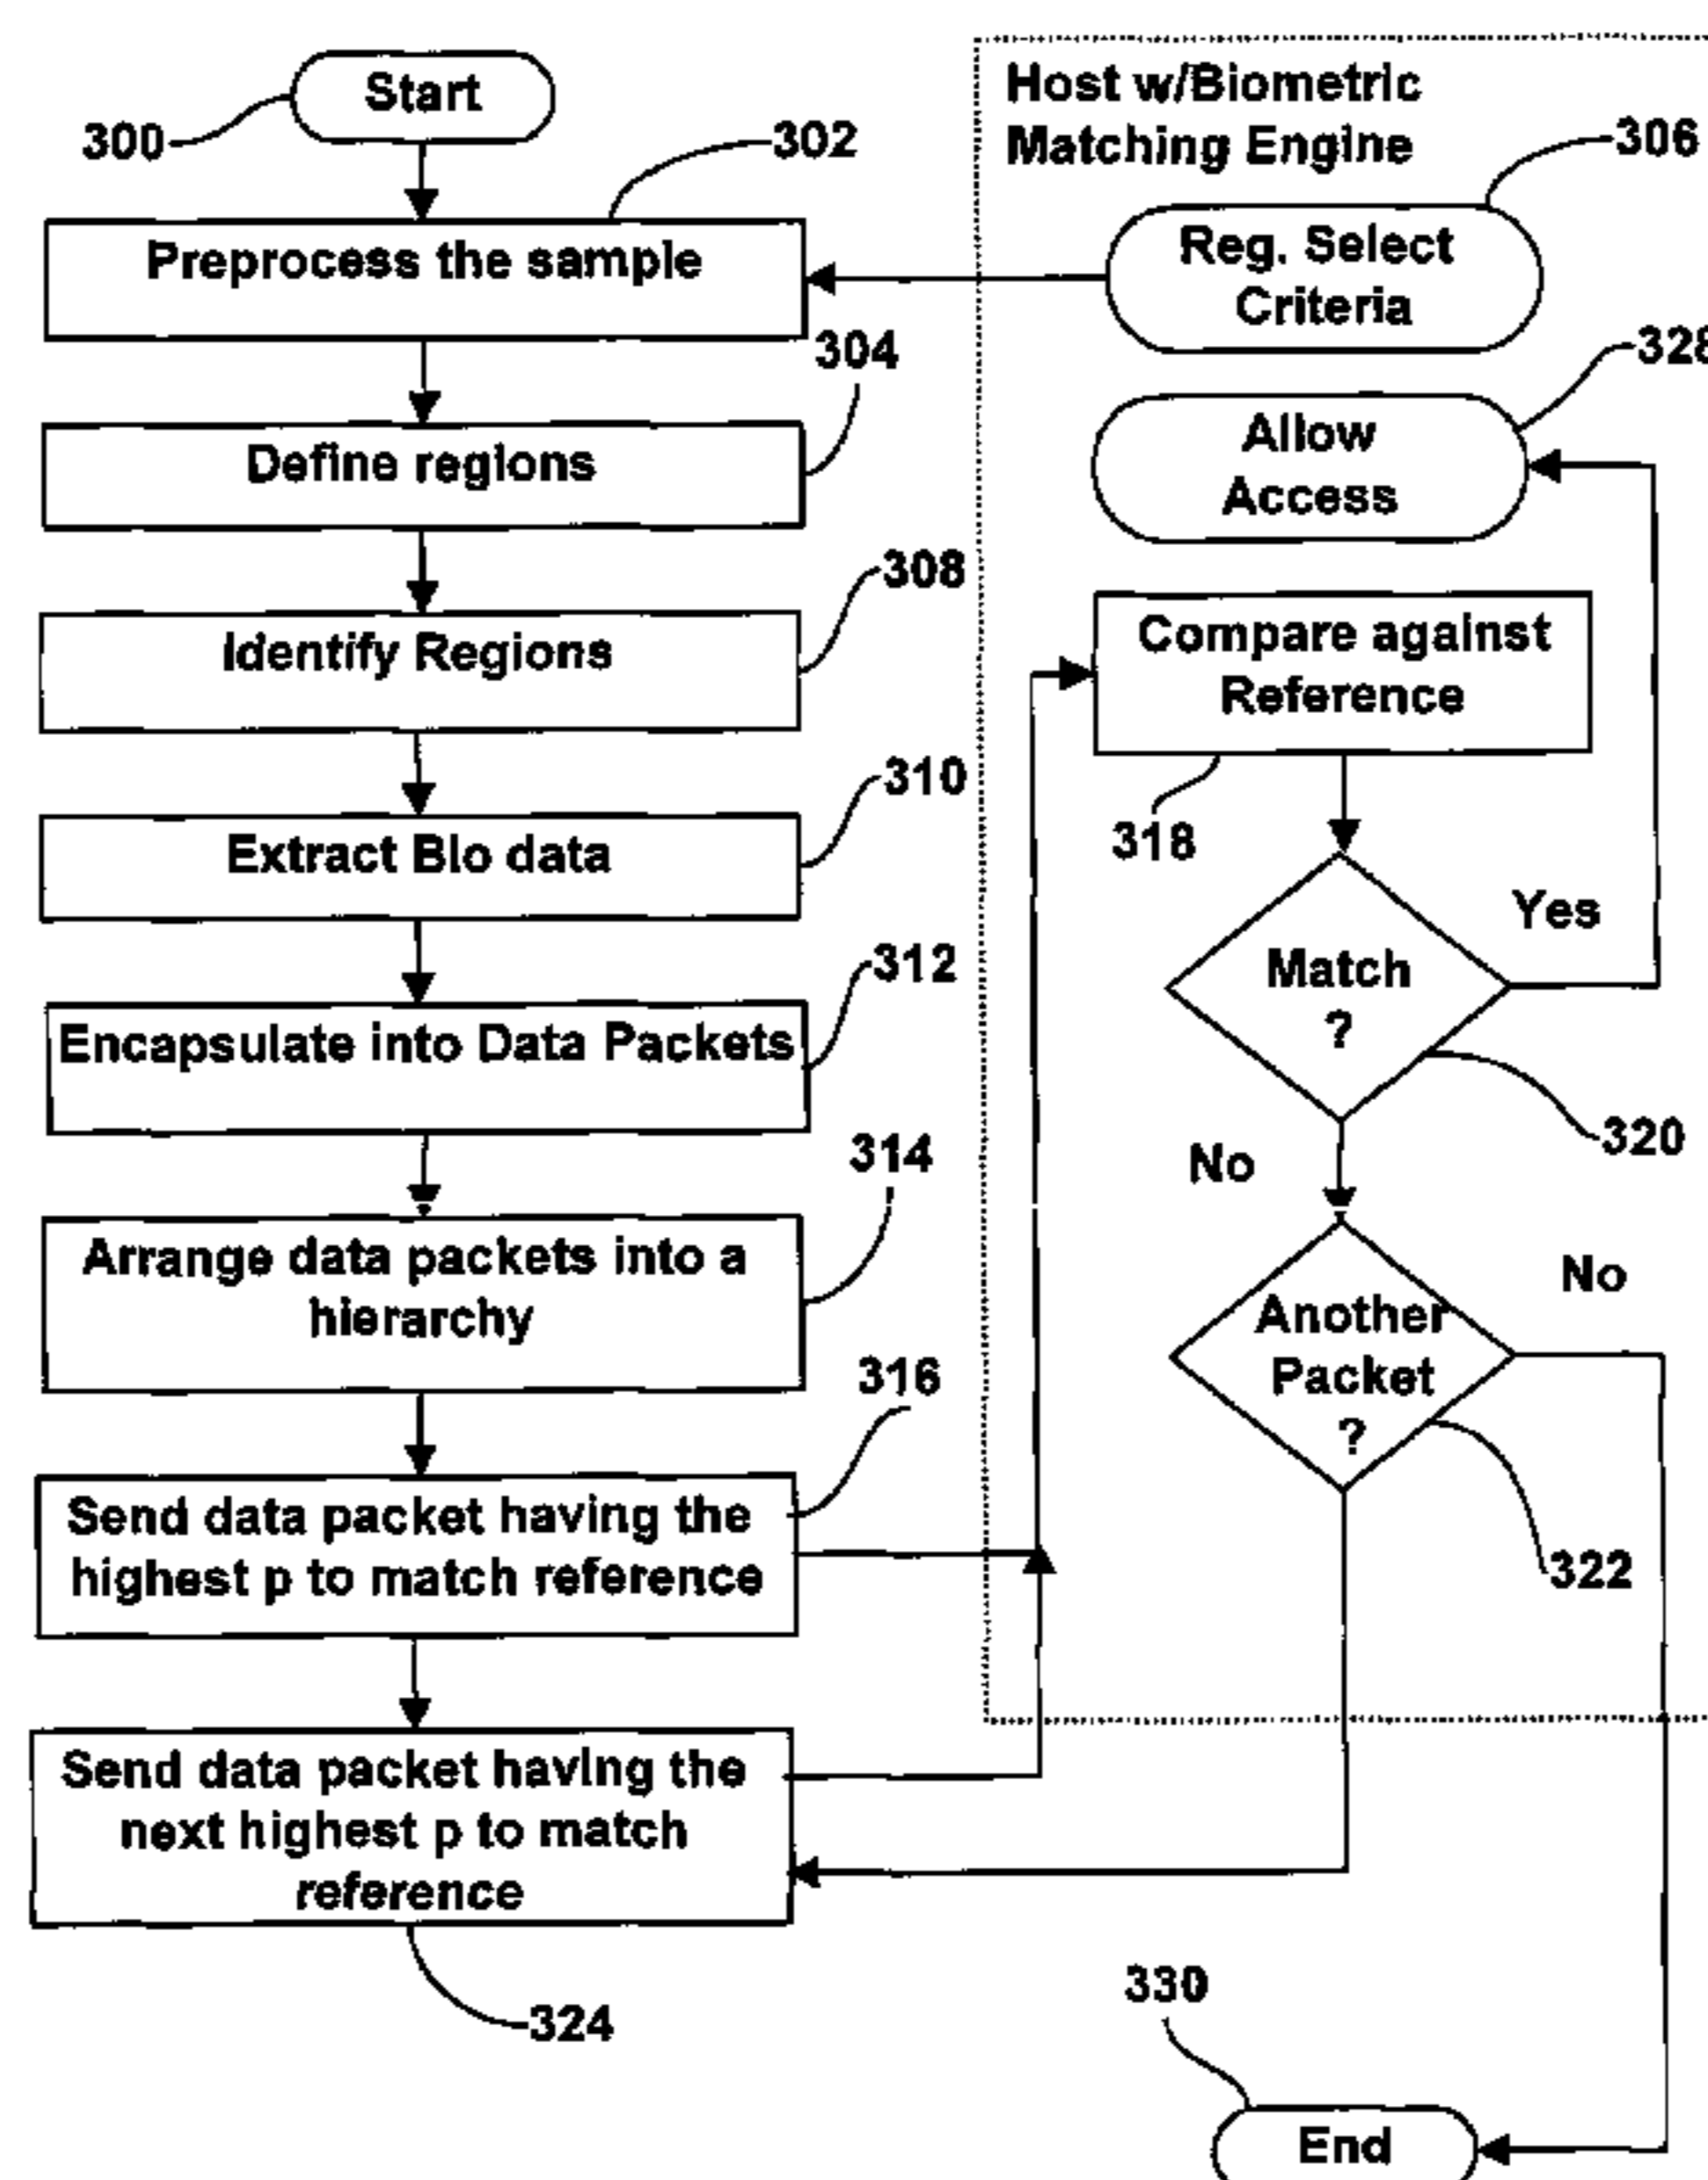 Start
300
302
Preprocess the sample
304
Define regions
308
Identify Regions
310
Extract Bio data
312
Encapsulate into Data Packets
314
Arrange data packets into a
hierarchy
316
Send data packet having the
highest p to match reference
Send data packet having the
next highest p to match
reference
324
Host w/Biometric
Matching Engine
306
Reg. Select
Criteria
328
Allow
Access
Compare against
Reference
318
Yes
Match
?
320
No
No
Another
Packet
?
322
330
End